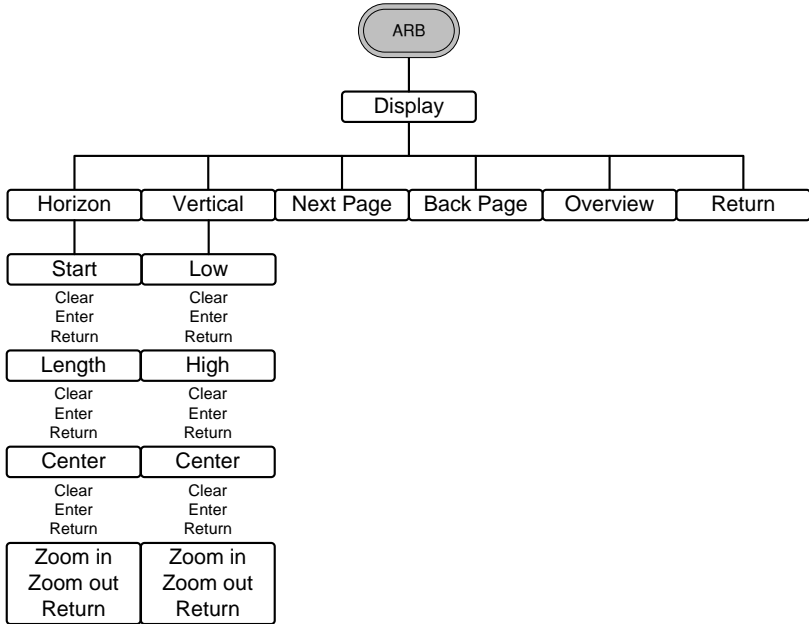 ARB
Display
Horizon
Vertical
Next Page
Back Page
Overview
Return
Start
Low
Clear
Enter
Return
Clear
Enter
Return
Length
High
Clear
Enter
Return
Clear
Enter
Return
Center
Center
Clear
Enter
Return
Clear
Enter
Return
Zoom in
Zoom out
Return
Zoom in
Zoom out
Return